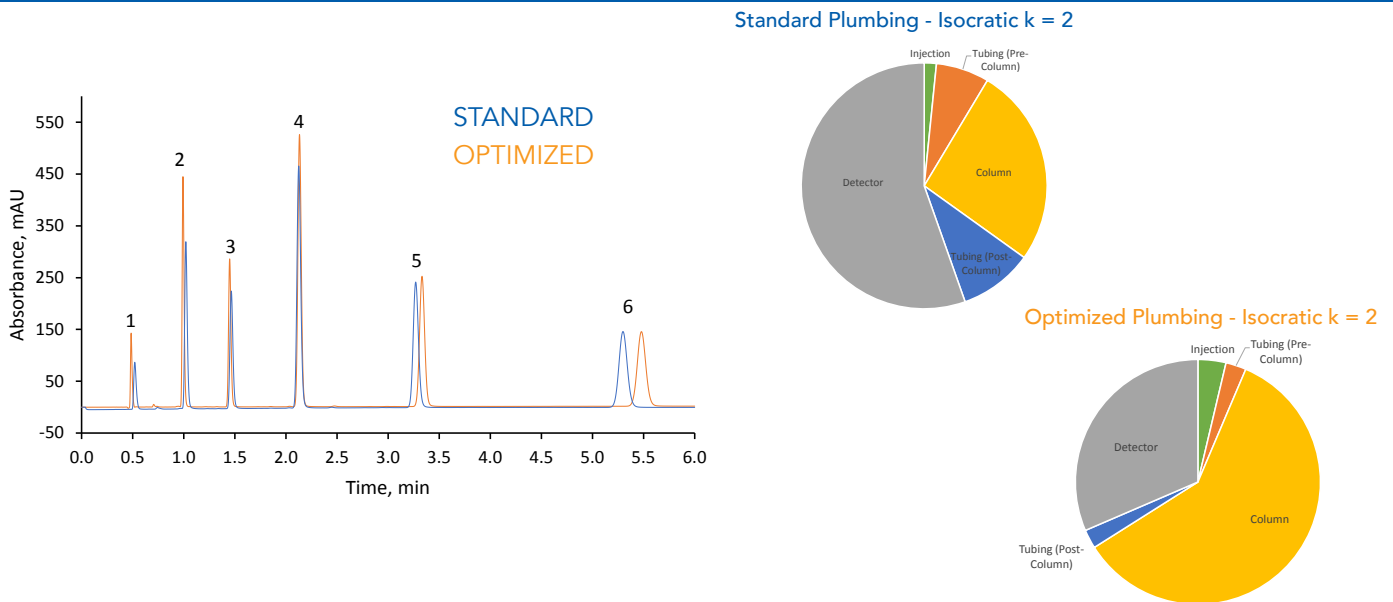 Standard Plumbing - Isocratic k = 2
STANDARD
OPTIMIZED
550
450
350
250
150
50
-50
Absorbance, mAU
1
2
3
4
5
6
0.0 0.5 1.0 1.5 2.0 2.5 3.0 3.5 4.0 4.5 5.0 5.5 6.0
Time, min
Injection
Tubing (Pre-
Column)
Detector
Column
Tubing (Post-
Column)
Optimized Plumbing - Isocratic k = 2
Injection
Tubing (Pre-
Column)
Detector
Column
Tubing (Post-
Column)